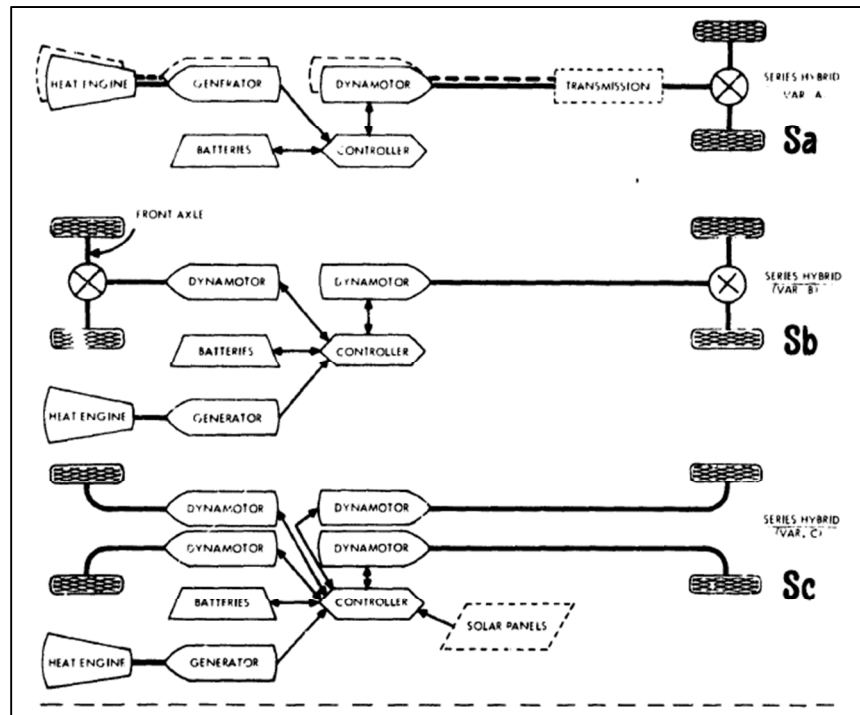 HEAT ENGINE
GENERATOR
DYNAMOTOR
TRANSMISSION
SERIES HYBRID
VAR. A.
Sa
BATTERIES
CONTROLLER
FRONT AXLE
DYNAMOTOR
DYNAMOTOR
SERIES HYBRID
(VAR B)
Sb
BATTERIES
CONTROLLER
HEAT ENGINE
GENERATOR
DYNAMOTOR
DYNAMOTOR
DYNAMOTOR
DYNAMOTOR
SERIES HYBRID
(VAR. C)
Sc
BATTERIES
CONTROLLER
SOLAR PANELS
HEAT ENGINE
GENERATOR